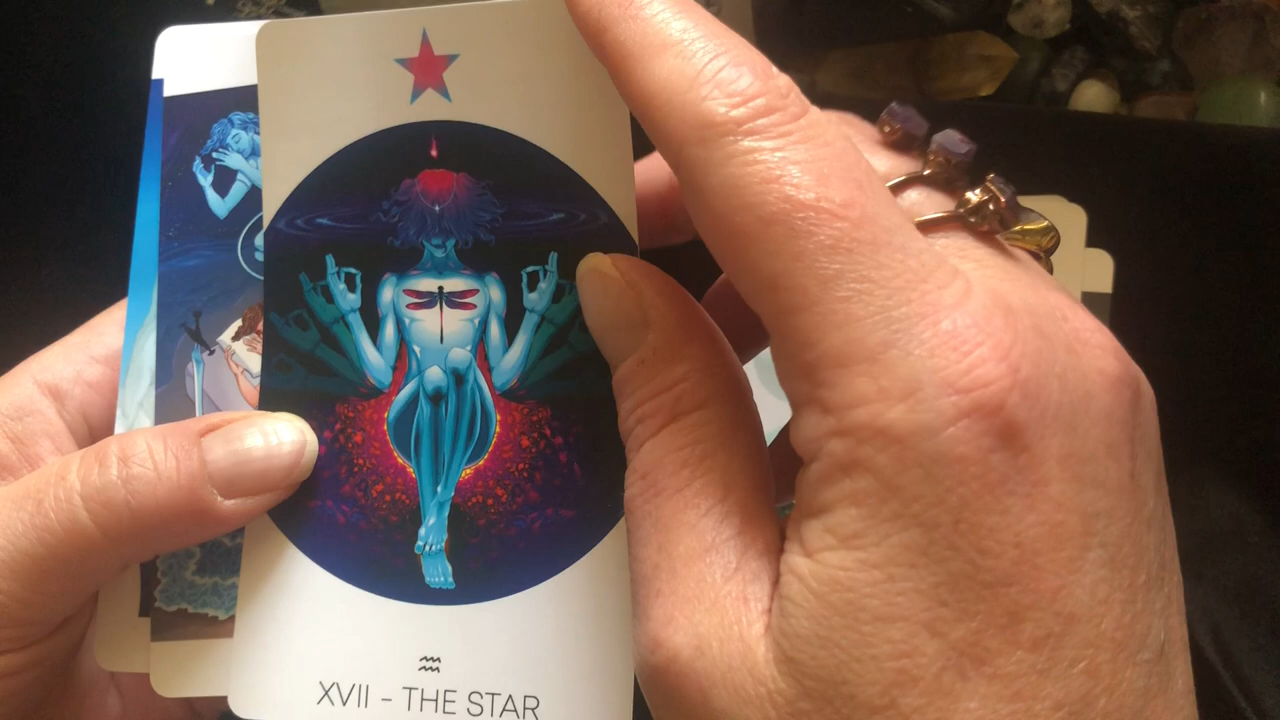 XVII – THE STAR